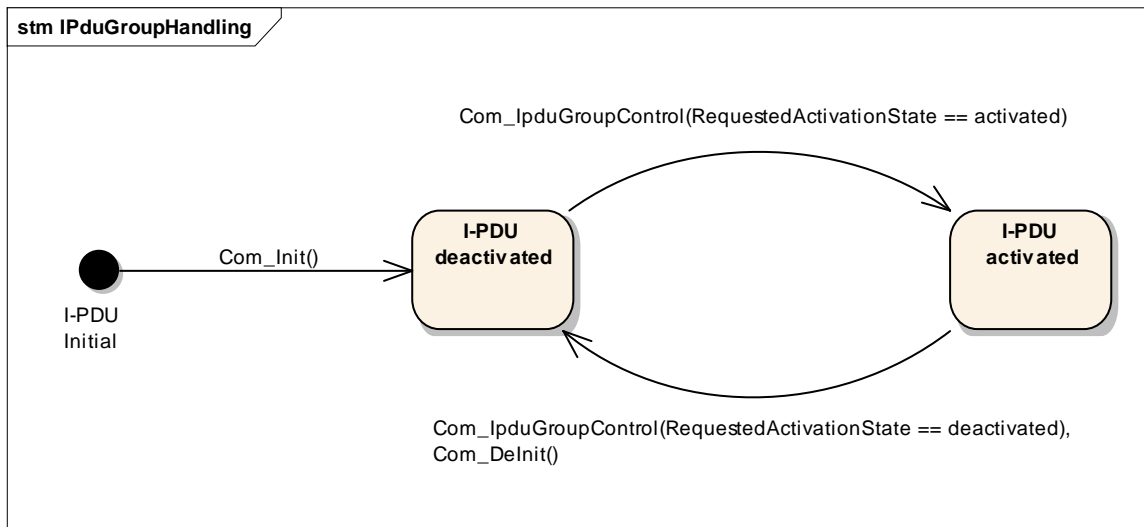 stm IPduGroupHandling
Com_IpduGroupControl(RequestedActivationState == activated)
I-PDU
deactivated
I-PDU
activated
Com_Init()
I-PDU
Initial
Com_IpduGroupControl(RequestedActivationState == deactivated),
Com_DeInit()